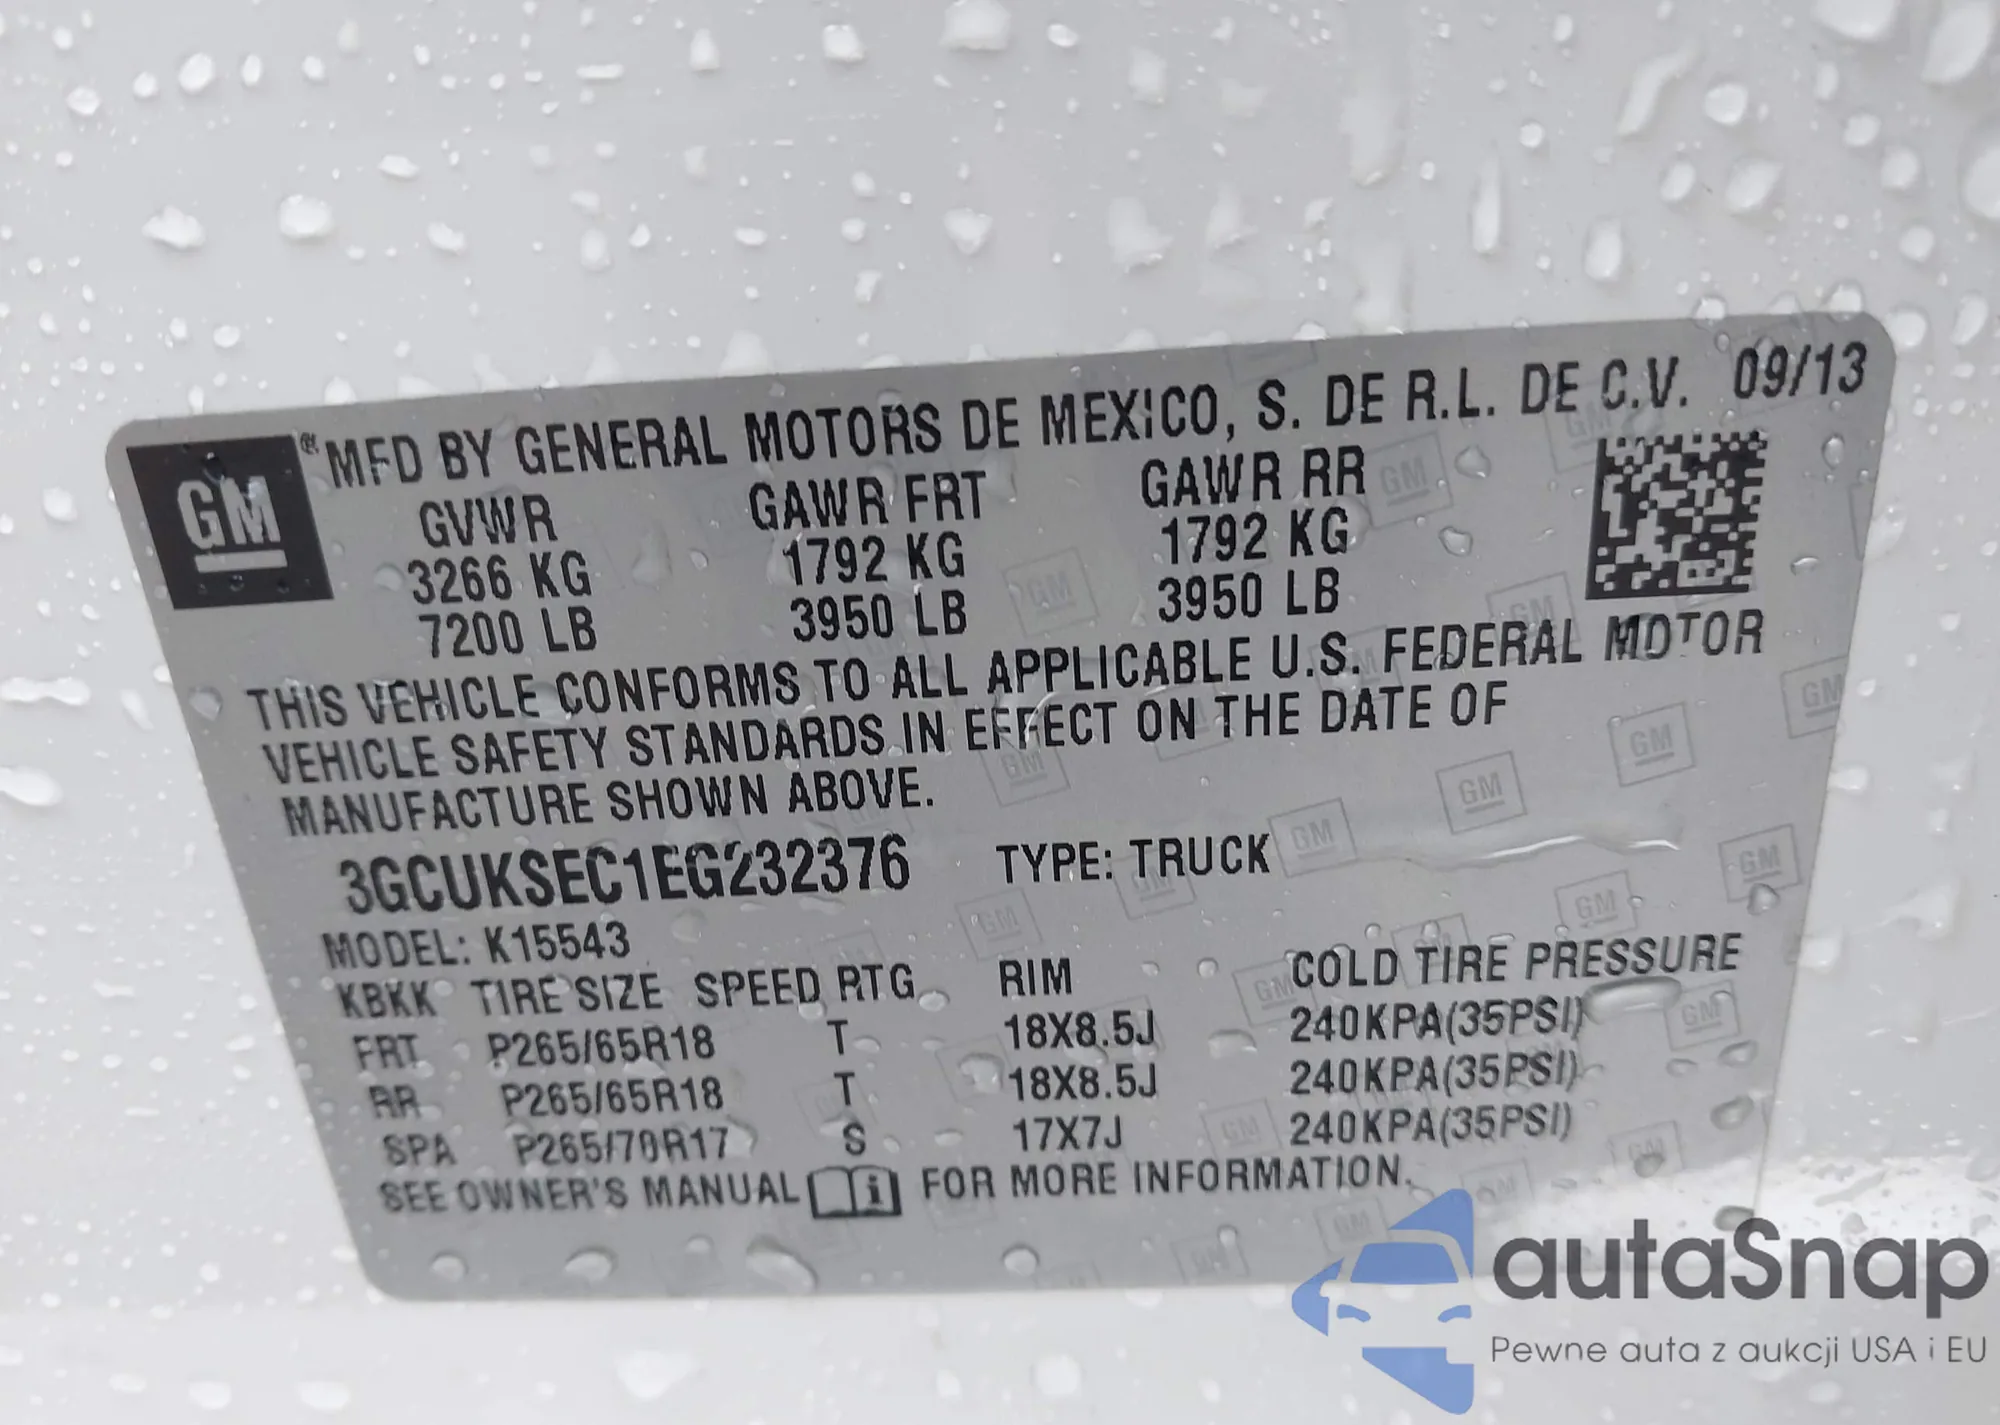 GM® MFD BY GENERAL MOTORS DE MEXICO, S. DE R.L. DE C.V. 09/13
GVWR GAWR FRT GAWR RR
3266 KG 1792 KG 1792 KG
7200 LB 3950 LB 3950 LB
THIS VEHICLE CONFORMS TO ALL APPLICABLE U.S. FEDERAL MOTOR
VEHICLE SAFETY STANDARDS IN EFFECT ON THE DATE OF
MANUFACTURE SHOWN ABOVE.
3GCUKSEC1EG232376 TYPE: TRUCK
MODEL: K15543
KBKK TIRE SIZE SPEED RTG RIM COLD TIRE PRESSURE
FRT P265/65R18 T 18X8.5J 240KPA(35PSI)
RR P265/65R18 T 18X8.5J 240KPA(35PSI)
SPA P265/70R17 S 17X7J 240KPA(35PSI)
SEE OWNER'S MANUAL i FOR MORE INFORMATION.
autaSnap
Pewne auta z aukcji USA i EU